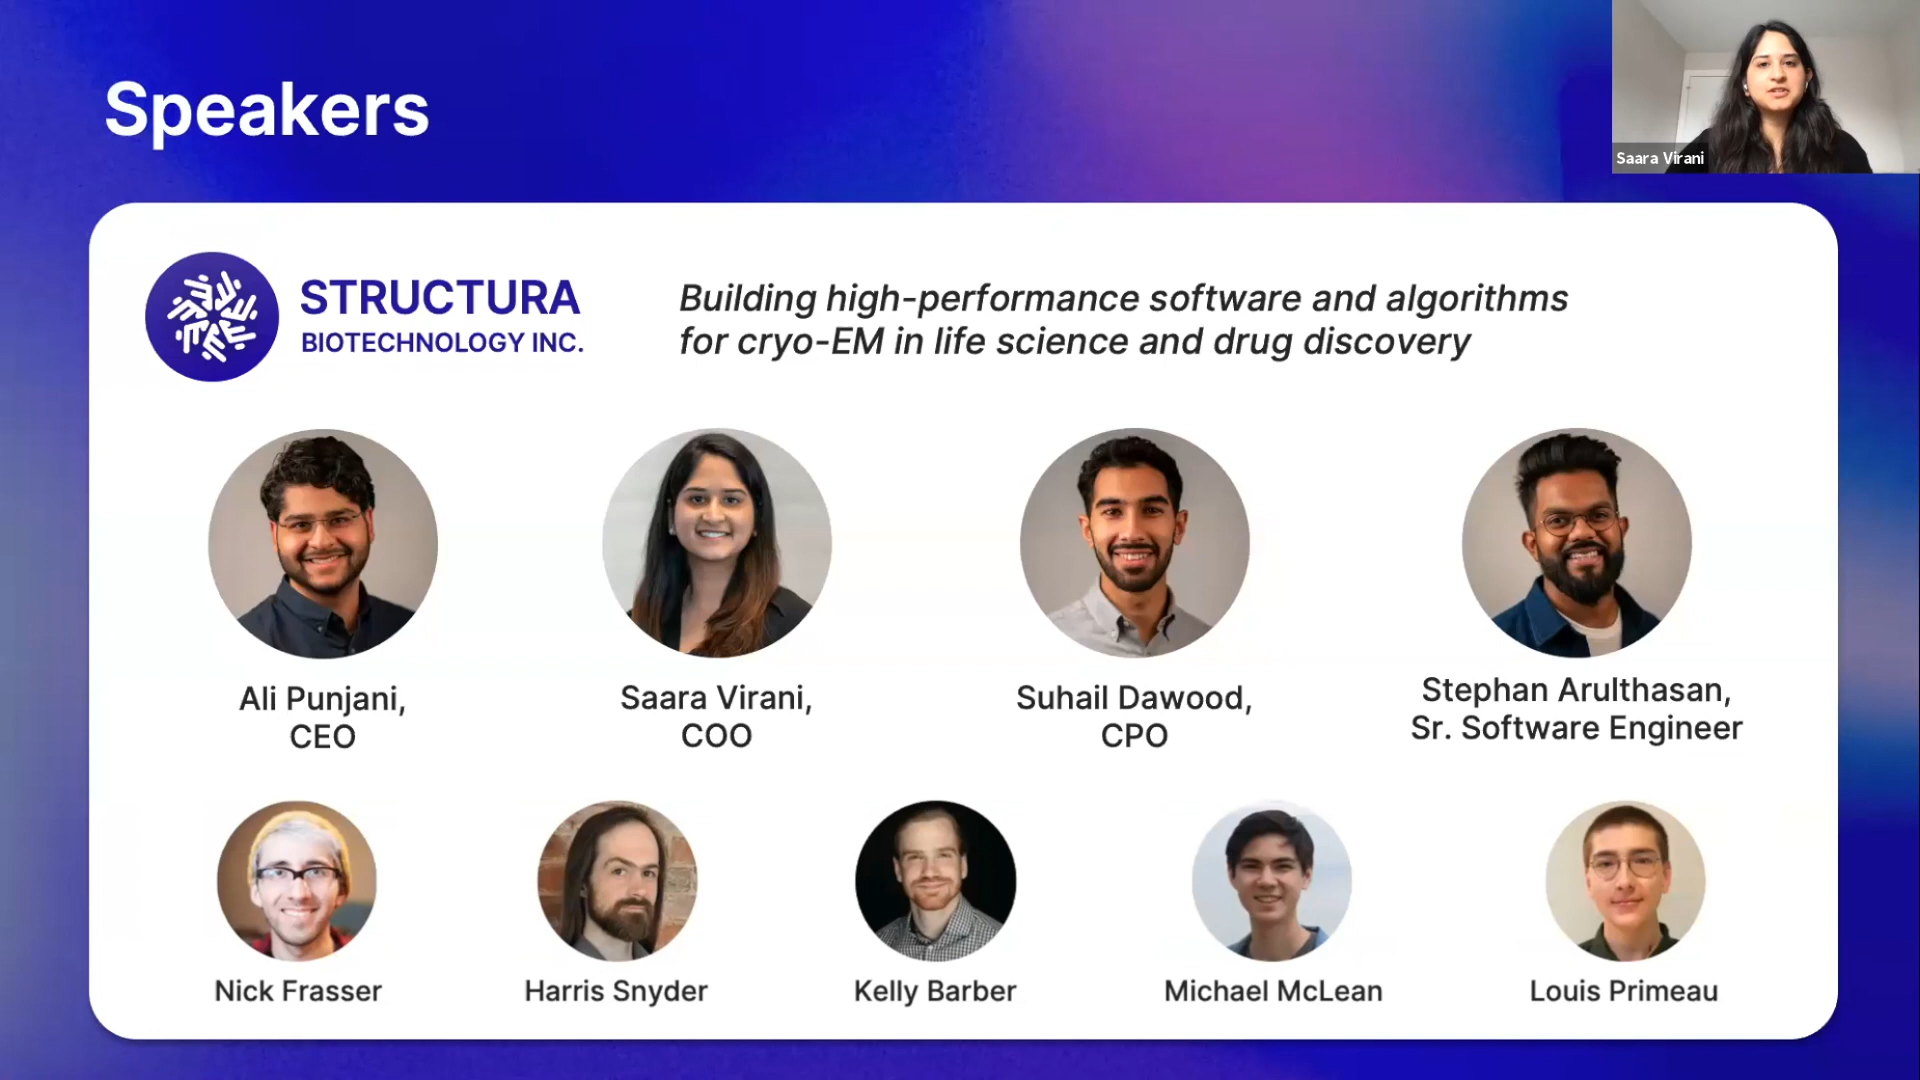 Speakers
Saara Virani
STRUCTURA
BIOTECHNOLOGY INC.
Building high-performance software and algorithms
for cryo-EM in life science and drug discovery
Ali Punjani,
CEO
Saara Virani,
COO
Suhail Dawood,
CPO
Stephan Arulthasan,
Sr. Software Engineer
Nick Frasser
Harris Snyder
Kelly Barber
Michael McLean
Louis Primeau